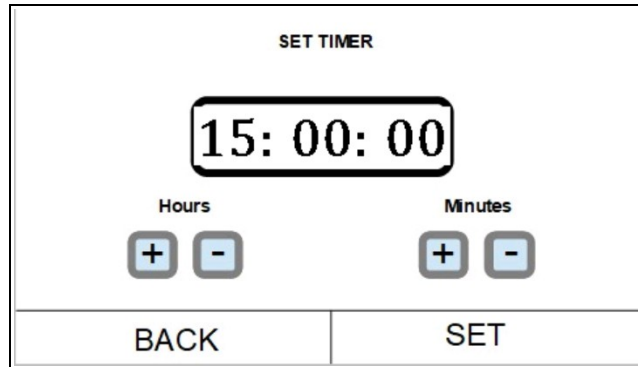 SET TIMER
15: 00: 00
Hours Minutes
+ - + -
BACK SET